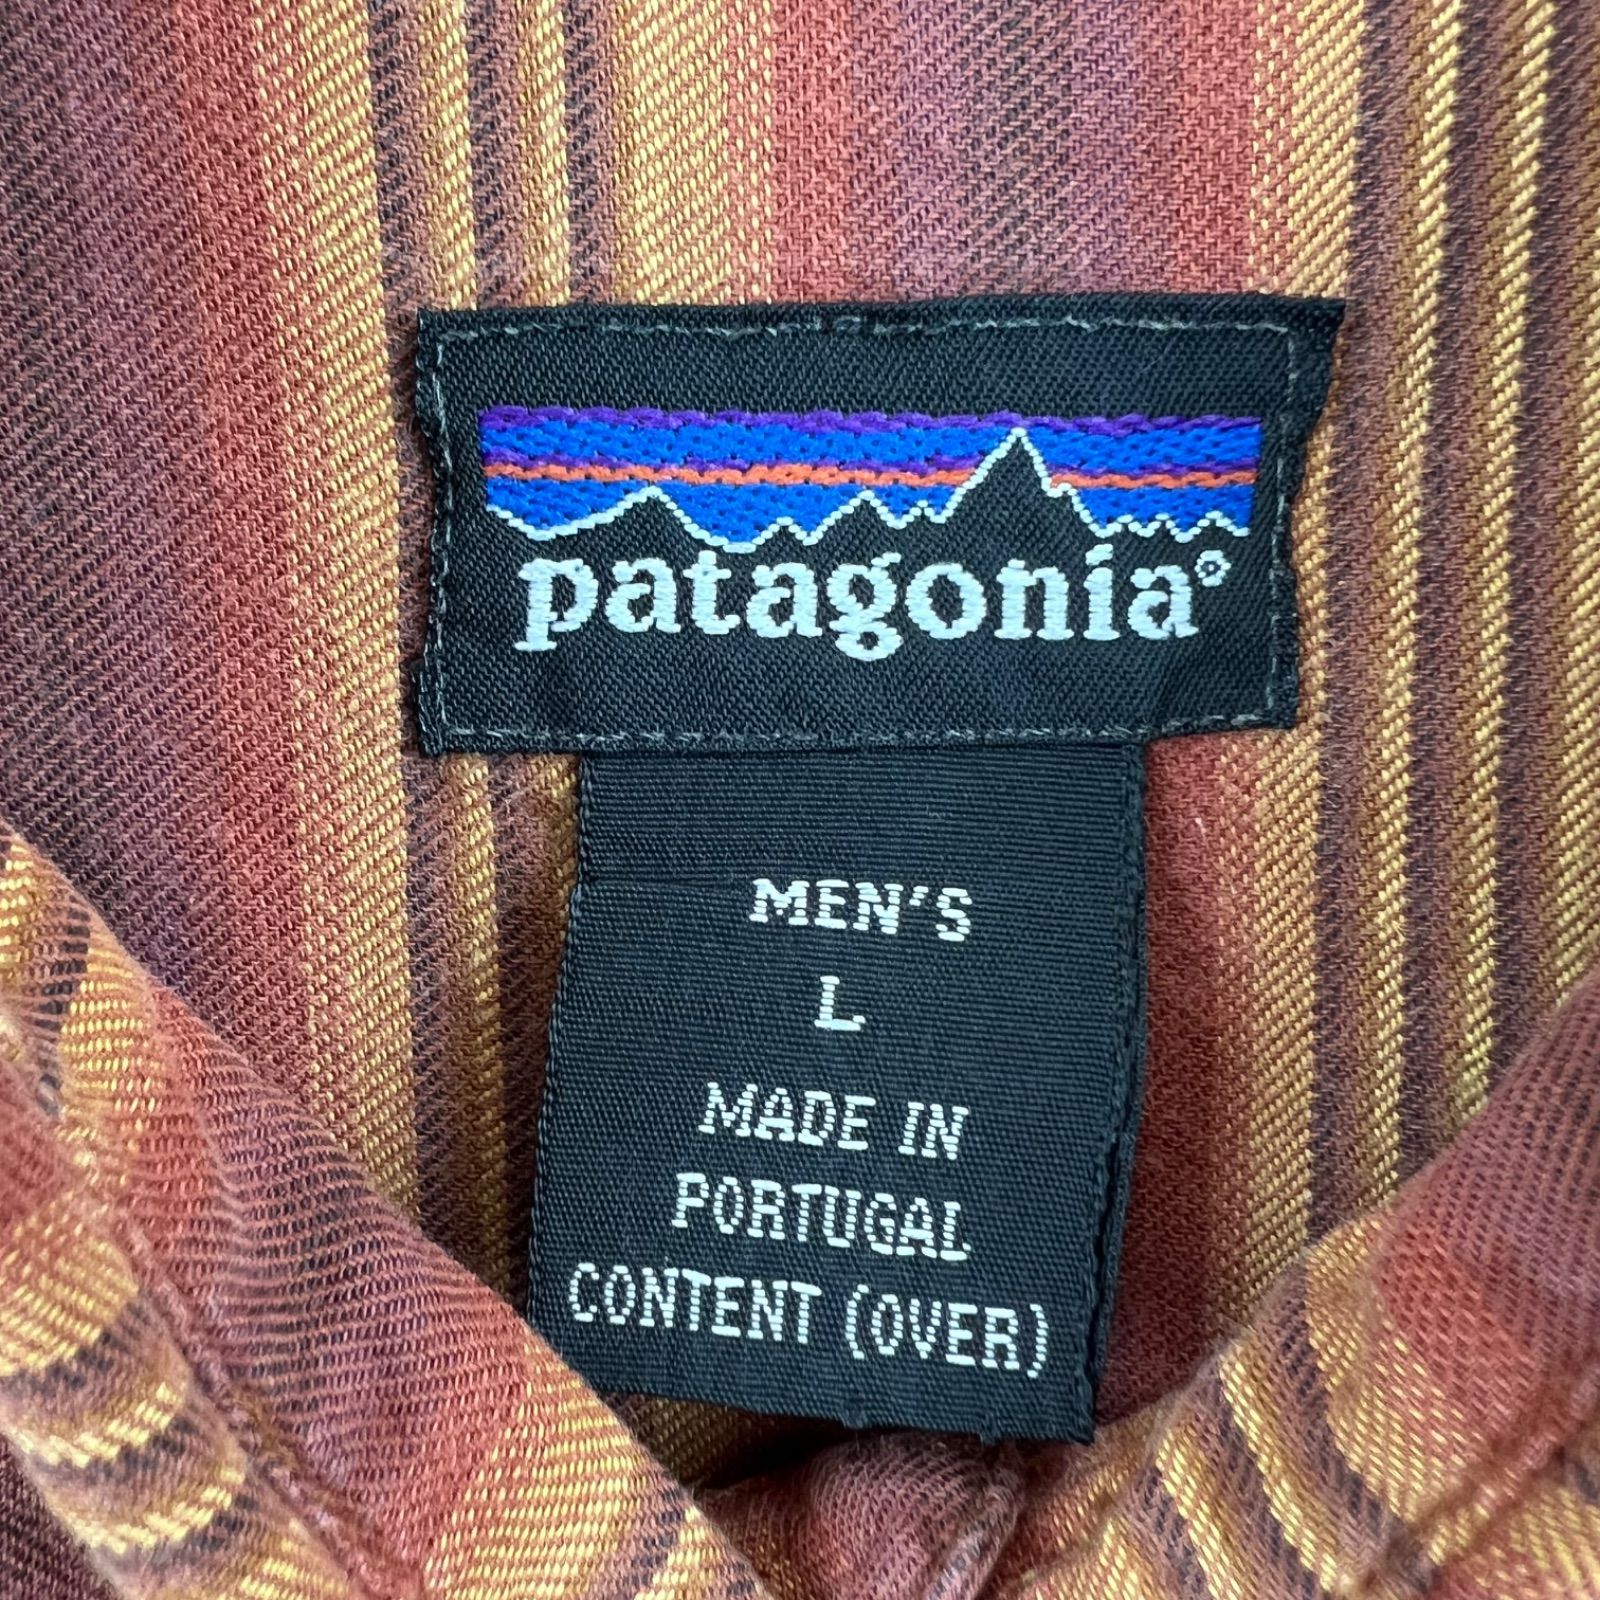 patagonia®
MEN'S
L
MADE IN
PORTUGAL
CONTENT (OVER)